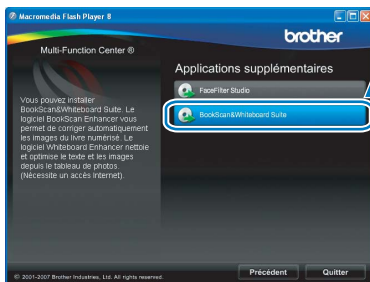 Macromedia Flash Player 8
brother
Multi-Function Center ®
Applications supplémentaires
FaceFilter Studio
BookScan&Whiteboard Suite
Vous pouvez installer
BookScan&Whiteboard Suite. Le
logiciel BookScan Enhancer vous
permet de corriger automatiquement
les images du livre numérisé. Le
logiciel Whiteboard Enhancer nettoie
et optimise le texte et les images
depuis le tableau de photos.
(Nécessite un accès Internet).
© 2001-2007 Brother Industries, Ltd. All rights reserved.
Précédent
Quitter